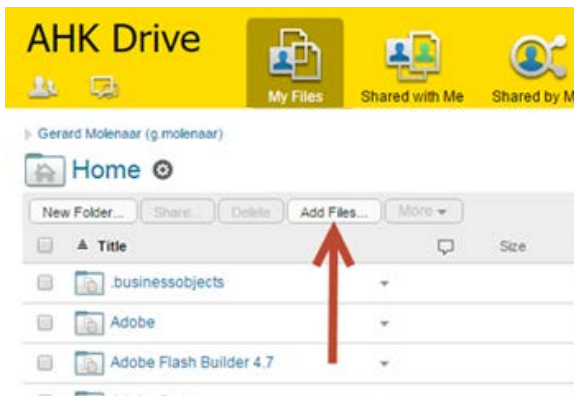 AHK Drive
My Files
Shared with Me
Shared by M
Gerard Molenaar (g.molenaar)
Home
New Folder... Share... Delete Add Files... More
Title Size
.businessobjects
Adobe
Adobe Flash Builder 4.7